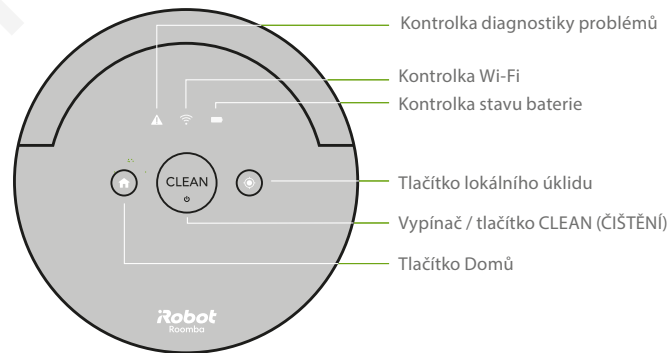 Kontrolka diagnostiky problémů
Kontrolka Wi-Fi
Kontrolka stavu baterie
CLEAN
Tlačítko lokálního úklidu
Vypínač / tlačítko CLEAN (ČIŠTĚNÍ)
Tlačítko Domů
iRobot
Roomba